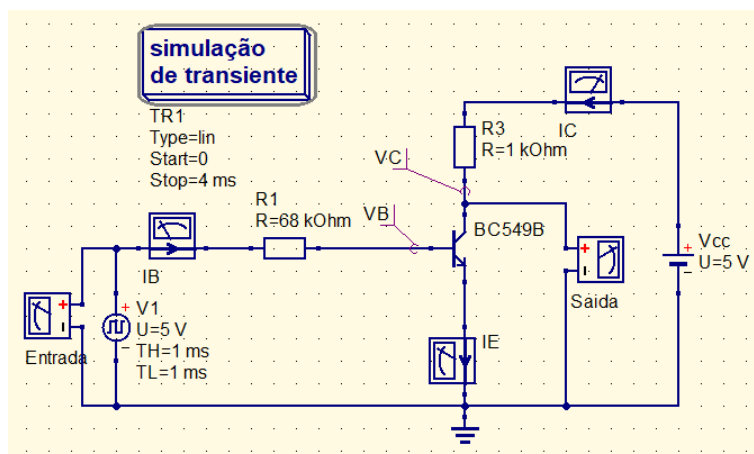 simulação
de transiente
TR1
Type=lin
Start=0
Stop=4 ms
IC
R3
R=1 kOhm
VC
R1
R=68 kOhm
VB
BC549B
IB
Vcc
U=5 V
Saida
V1
U=5 V
TH=1 ms
TL=1 ms
Entrada
IE